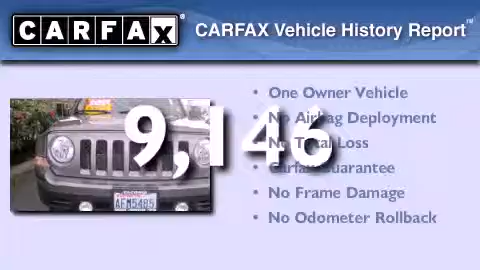 CARFAX® CARFAX Vehicle History Report™
• One Owner Vehicle
• No Airbag Deployment
• No Total Loss
• Carfax Guarantee
• No Frame Damage
• No Odometer Rollback
9,146